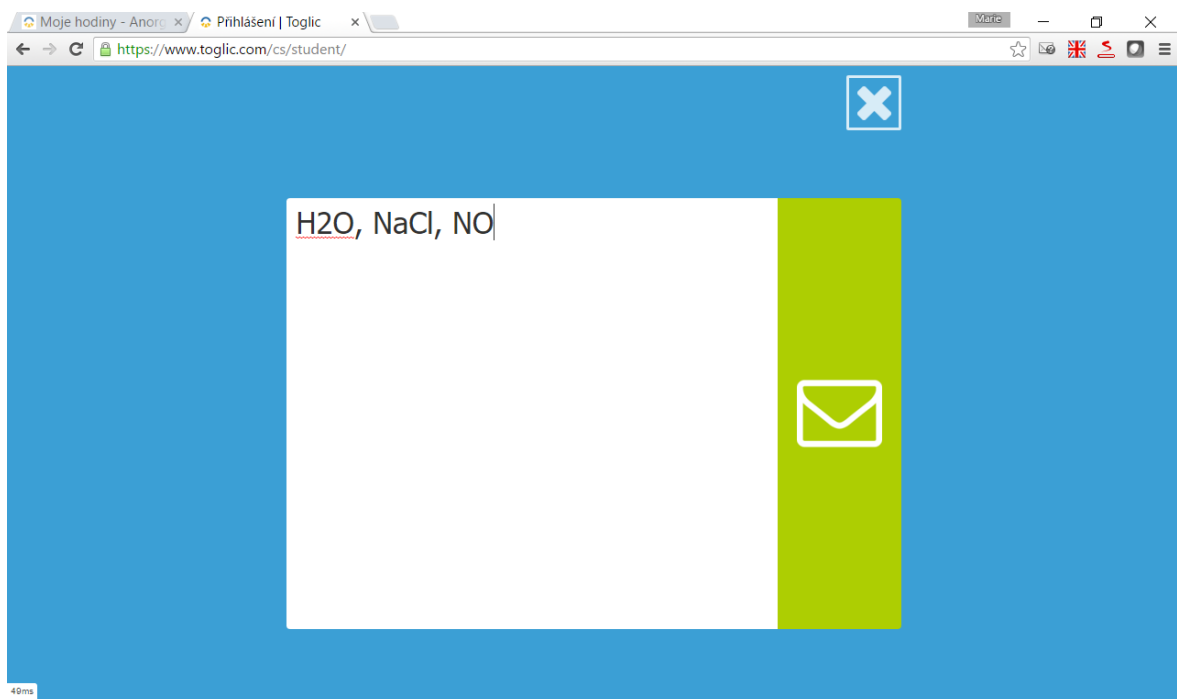 Moje hodiny - Anorg
Přihlášení | Toglic
Marie
https://www.toglic.com/cs/student/
H2O, NaCl, NO
49ms